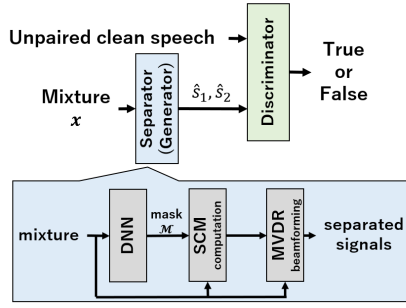 Unpaired clean speech
Mixture
x
Separator
(Generator)
ŝ1, ŝ2
Discriminator
True
or
False
mixture
DNN
mask
ℳ
SCM
computation
MVDR
beamforming
separated
signals